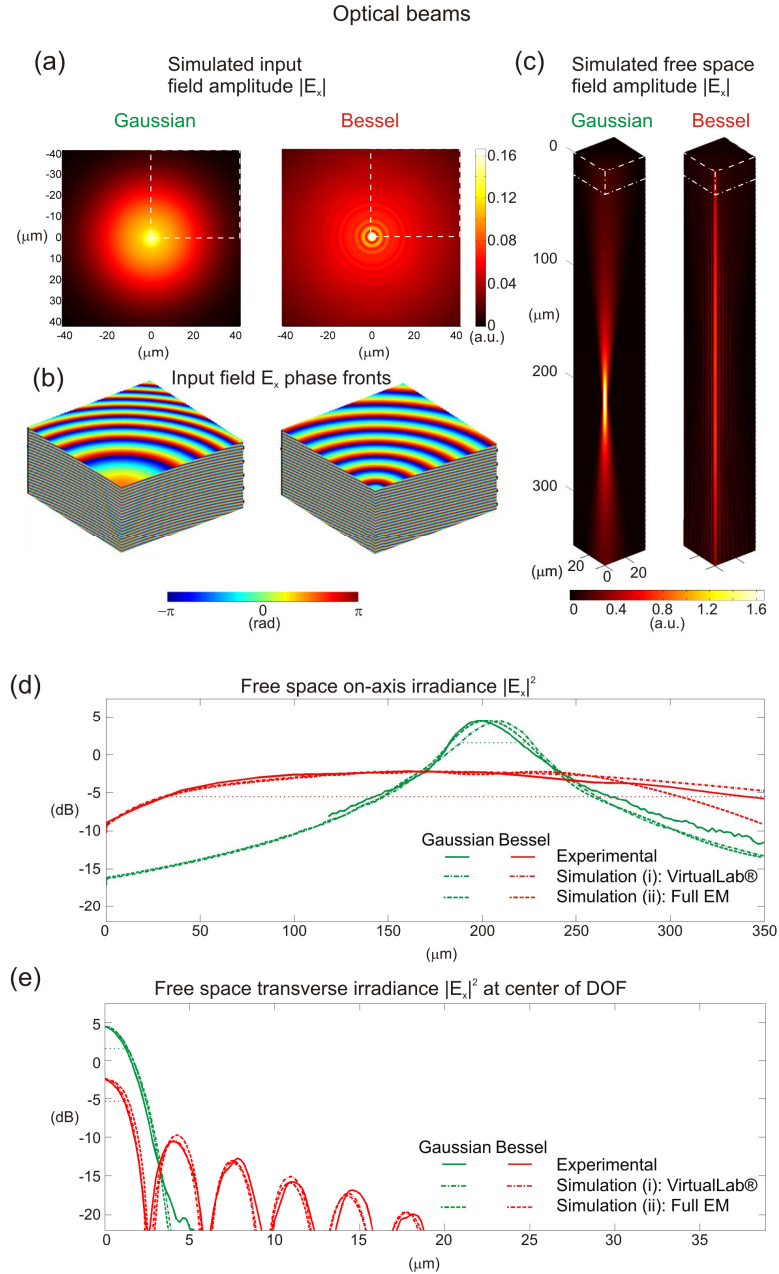 Optical beams
(a)
Simulated input
field amplitude |Eₓ|
Gaussian
Bessel
-40
-30
-20
-10
(μm) 0
10
20
30
40
-40 -20 0 20 40
(μm)
-40 -20 0 20 40
(μm)
0.16
0.12
0.08
0.04
0
(a.u.)
(b)
Input field Eₓ phase fronts
−π 0 π
(rad)
(c)
Simulated free space
field amplitude |Eₓ|
Gaussian
Bessel
0
100
(μm)
200
300
(μm) 20 0 20
0 0.4 0.8 1.2 1.6
(a.u.)
(d)
Free space on-axis irradiance |Eₓ|²
5
0
-5
(dB)
-10
-15
-20
0 50 100 150 200 250 300 350
(μm)
Gaussian Bessel
Experimental
Simulation (i): VirtualLab®
Simulation (ii): Full EM
(e)
Free space transverse irradiance |Eₓ|² at center of DOF
5
0
-5
(dB)
-10
-15
-20
0 5 10 15 20 25 30 35
(μm)
Gaussian Bessel
Experimental
Simulation (i): VirtualLab®
Simulation (ii): Full EM